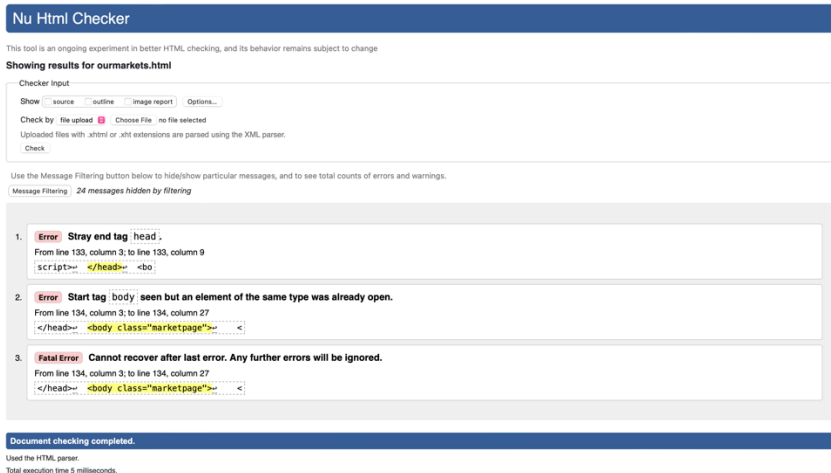 Nu Html Checker
This tool is an ongoing experiment in better HTML checking, and its behavior remains subject to change
Showing results for ourmarkets.html
Checker Input
Show source outline image report Options...
Check by file upload Choose File no file selected
Uploaded files with .xhtml or .xht extensions are parsed using the XML parser.
Check
Use the Message Filtering button below to hide/show particular messages, and to see total counts of errors and warnings.
Message Filtering 24 messages hidden by filtering
1. Error Stray end tag head.
From line 133, column 3; to line 133, column 9
script>↩ </head>↩ <bo
2. Error Start tag body seen but an element of the same type was already open.
From line 134, column 3; to line 134, column 27
</head>↩ <body class="marketpage">↩ <
3. Fatal Error Cannot recover after last error. Any further errors will be ignored.
From line 134, column 3; to line 134, column 27
</head>↩ <body class="marketpage">↩ <
Document checking completed.
Used the HTML parser.
Total execution time 5 milliseconds.